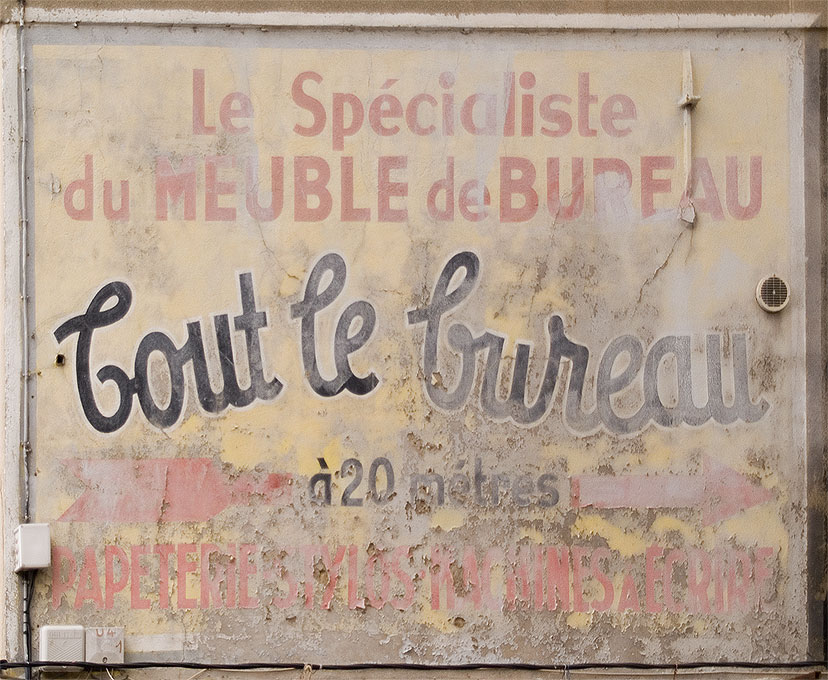 Le Spécialiste
du MEUBLE de BUREAU
Tout le bureau
à 20 mètres
PAPETERIE STYLOS MACHINES A ECRIRE